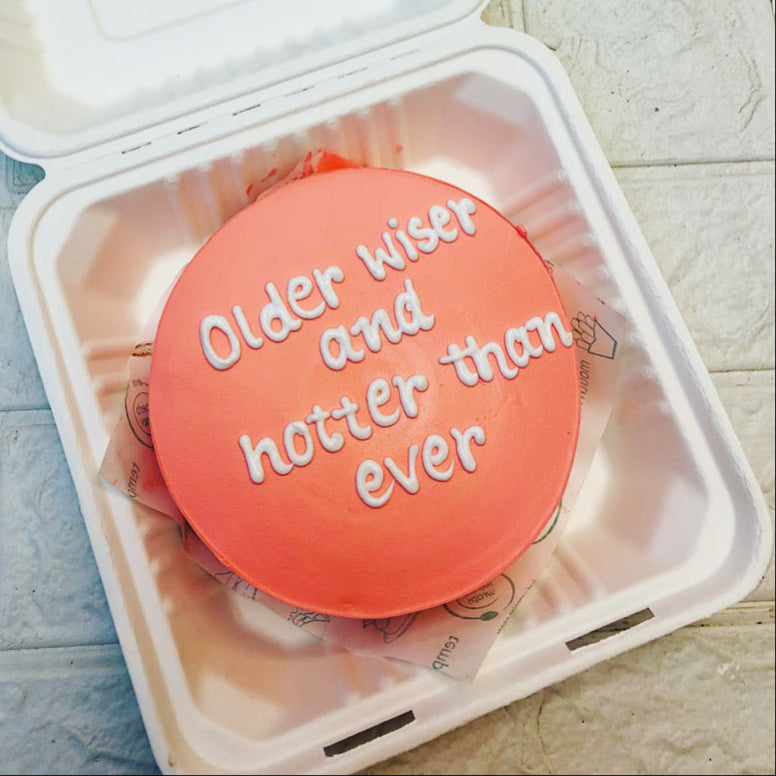 Older wiser
and
hotter than
ever